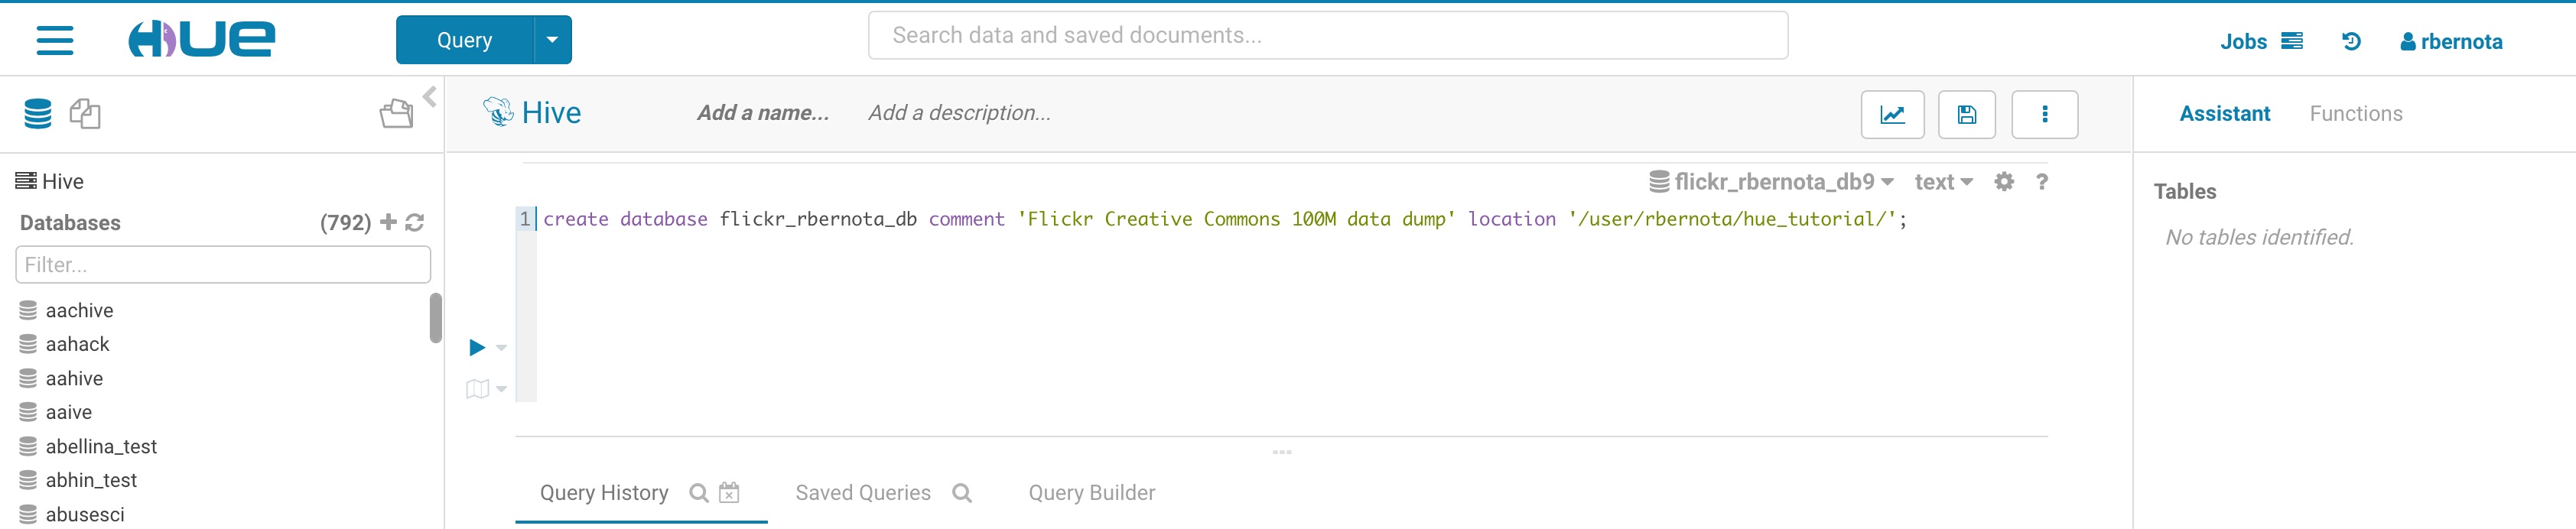 HUE
Query
Search data and saved documents...
Jobs
rbernota
Hive
Add a name...
Add a description...
Assistant
Functions
Hive
Databases
(792)
Filter...
aachive
aahack
aahive
aaive
abellina_test
abhin_test
abusesci
flickr_rbernota_db9
text
?
1
create database flickr_rbernota_db comment 'Flickr Creative Commons 100M data dump' location '/user/rbernota/hue_tutorial/';
Query History
Saved Queries
Query Builder
Tables
No tables identified.